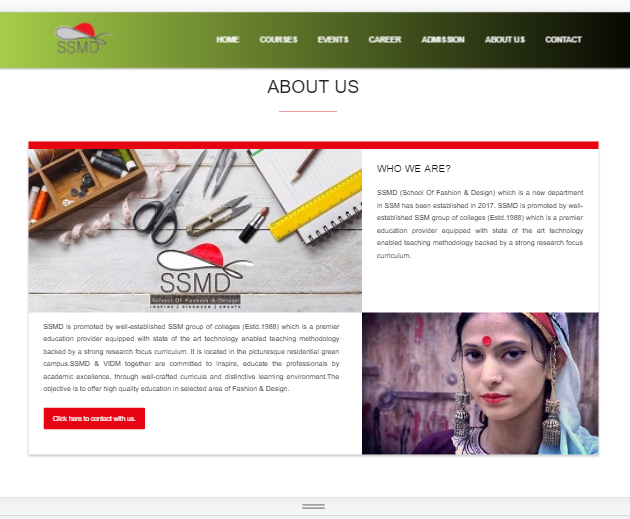 SSMD
HOME COURSES EVENTS CAREER ADMISSION ABOUT US CONTACT
ABOUT US
SSMD
School Of Fashion & Design
INSPIRE | DISCOVER | CREATE
WHO WE ARE?
SSMD (School Of Fashion & Design) which is a new department
in SSM has been established in 2017. SSMD is promoted by well-
established SSM group of colleges (Estd.1988) which is a premier
education provider equipped with state of the art technology
enabled teaching methodology backed by a strong research focus
curriculum.
SSMD is promoted by well-established SSM group of colleges (Estd.1988) which is a premier
education provider equipped with state of the art technology enabled teaching methodology
backed by a strong research focus curriculum. It is located in the picturesque residential green
campus.SSMD & VIDM together are committed to inspire, educate the professionals by
academic excellence, through well-crafted curricula and distinctive learning environment.The
objective is to offer high quality education in selected area of Fashion & Design.
Click here to contact with us.